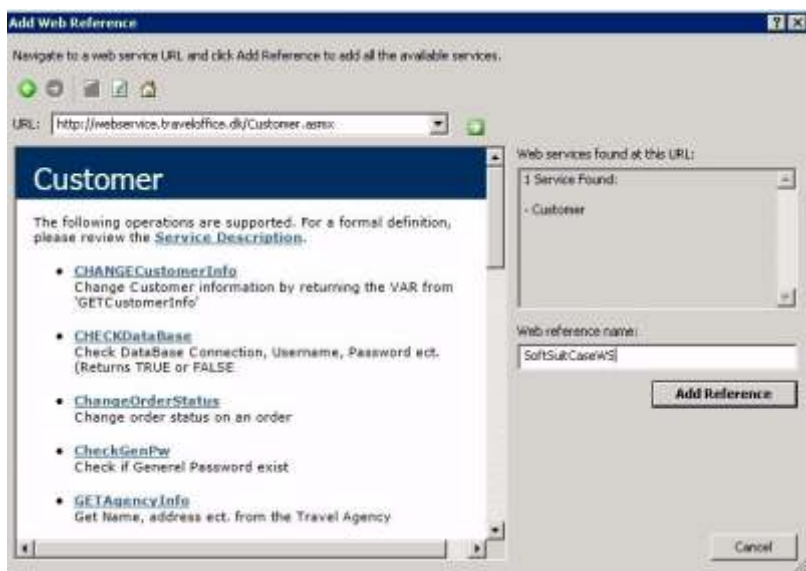 Add Web Reference
Navigate to a web service URL and click Add Reference to add all the available services.
URL: http://webservice.traveloffice.dk/Customer.asmx
Customer
The following operations are supported. For a formal definition,
please review the Service Description.
CHANGECustomerInfo
Change Customer information by returning the VAR from
'GETCustomerInfo'
CHECKDataBase
Check DataBase Connection, Username, Password ect.
(Returns TRUE or FALSE
ChangeOrderStatus
Change order status on an order
CheckGenPw
Check if Generel Password exist
GETAgencyInfo
Get Name, address ect. from the Travel Agency
Web services found at this URL:
1 Service Found:
- Customer
Web reference name:
SoftSuitCaseWS
Add Reference
Cancel